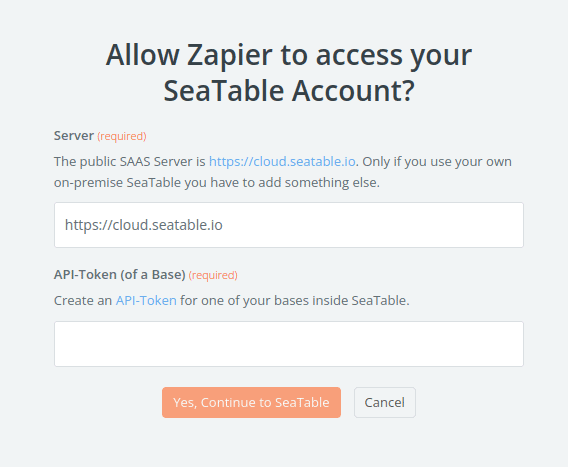 Allow Zapier to access your
SeaTable Account?
Server (required)
The public SAAS Server is https://cloud.seatable.io. Only if you use your own
on-premise SeaTable you have to add something else.
https://cloud.seatable.io
API-Token (of a Base) (required)
Create an API-Token for one of your bases inside SeaTable.
Yes, Continue to SeaTable
Cancel